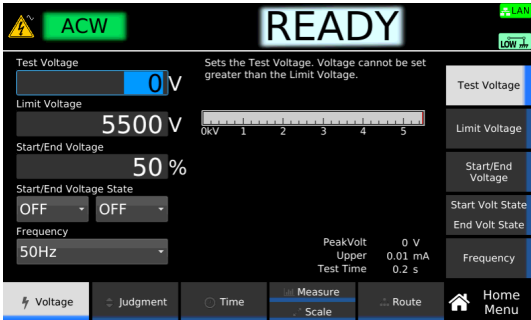 ACW
READY
LAN
LOW
Test Voltage
0 V
Sets the Test Voltage. Voltage cannot be set
greater than the Limit Voltage.
Limit Voltage
5500 V
0kV 1 2 3 4 5
Start/End Voltage
50 %
Start/End Voltage State
OFF OFF
Frequency
50Hz
PeakVolt 0 V
Upper 0.01 mA
Test Time 0.2 s
Test Voltage
Limit Voltage
Start/End
Voltage
Start Volt State
End Volt State
Frequency
Voltage
Judgment
Time
Measure
Scale
Route
Home
Menu